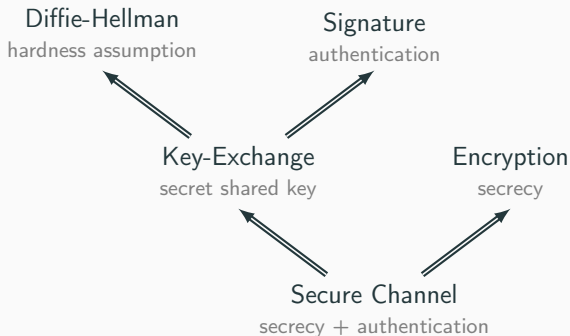 Diffie-Hellman
hardness assumption
Signature
authentication
Key-Exchange
secret shared key
Encryption
secrecy
Secure Channel
secrecy + authentication